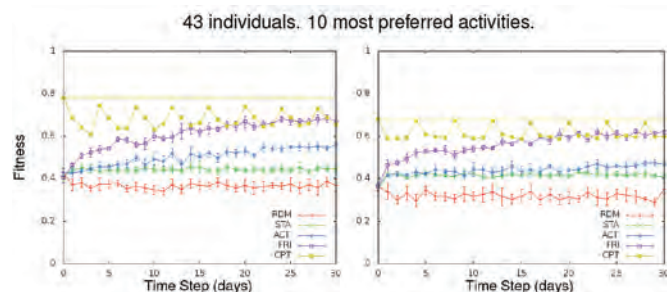 43 individuals. 10 most preferred activities.
Fitness
1
0.8
0.6
0.4
0.2
0
0 5 10 15 20 25 30
Time Step (days)
RDM
STA
ACT
FRI
CPT
1
0.8
0.6
0.4
0.2
0
0 5 10 15 20 25 30
Time Step (days)
RDM
STA
ACT
FRI
CPT